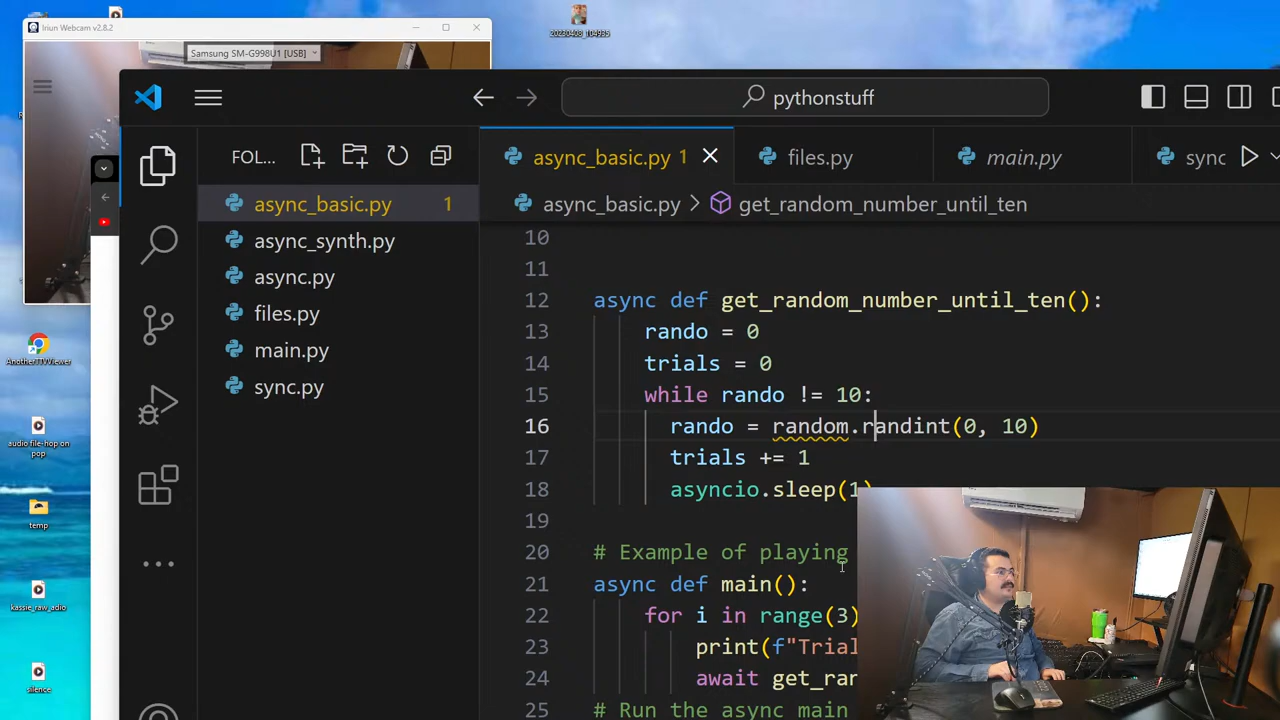 Iriun Webcam v2.8.2
Samsung SM-G998U1 [USB]
20230408_104935
pythonstuff
FOL...
async_basic.py 1
files.py
main.py
sync
async_basic.py 1
async_basic.py > get_random_number_until_ten
async_synth.py
async.py
files.py
main.py
sync.py
10
11
12 async def get_random_number_until_ten():
13 rando = 0
14 trials = 0
15 while rando != 10:
16 rando = random.randint(0, 10)
17 trials += 1
18 asyncio.sleep(1)
19
20 # Example of playing
21 async def main():
22 for i in range(3)
23 print(f"Trial
24 await get_ran
25 # Run the async main
AnotherTTVViewer
audio file-hop on
pop
temp
kassie_raw_adio
silence